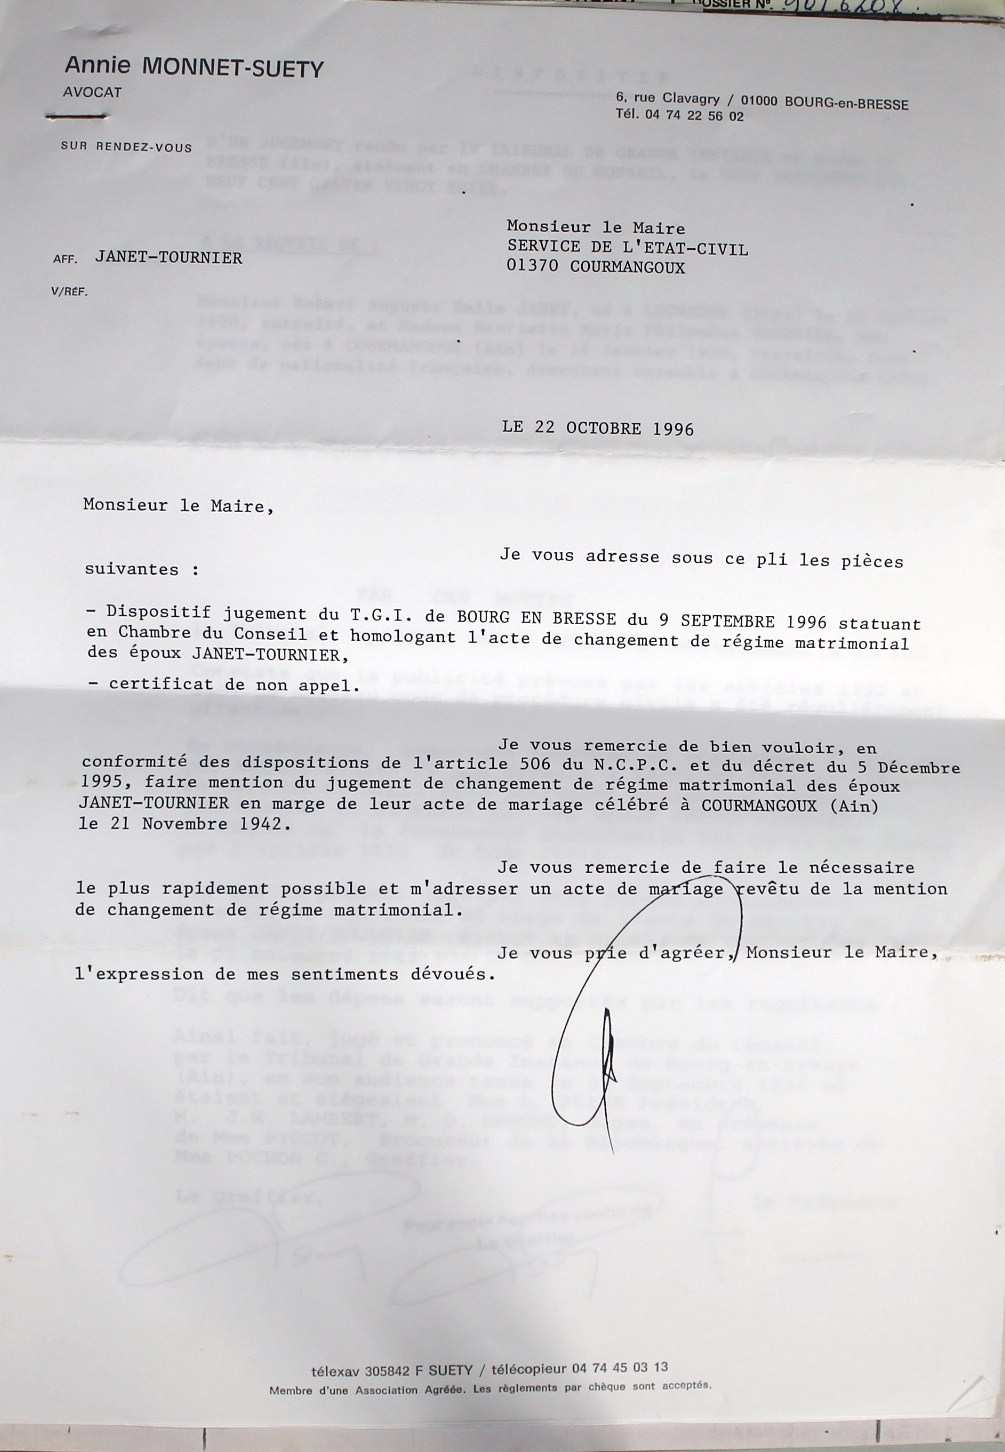 DOSSIER Nº
Annie MONNET-SUETY
AVOCAT
6, rue Clavagry / 01000 BOURG-en-BRESSE
Tél. 04 74 22 56 02
SUR RENDEZ-VOUS
Monsieur le Maire
SERVICE DE L'ETAT-CIVIL
01370 COURMANGOUX
AFF. JANET-TOURNIER
V/RÉF.
LE 22 OCTOBRE 1996
Monsieur le Maire,
Je vous adresse sous ce pli les pièces
suivantes :
- Dispositif jugement du T.G.I. de BOURG EN BRESSE du 9 SEPTEMBRE 1996 statuant
en Chambre du Conseil et homologant l'acte de changement de régime matrimonial
des époux JANET-TOURNIER,
- certificat de non appel.
Je vous remercie de bien vouloir, en
conformité des dispositions de l'article 506 du N.C.P.C. et du décret du 5 Décembre
1995, faire mention du jugement de changement de régime matrimonial des époux
JANET-TOURNIER en marge de leur acte de mariage célébré à COURMANGOUX (Ain)
le 21 Novembre 1942.
Je vous remercie de faire le nécessaire
le plus rapidement possible et m'adresser un acte de mariage revêtu de la mention
de changement de régime matrimonial.
Je vous prie d'agréer, Monsieur le Maire,
l'expression de mes sentiments dévoués.
télexav 305842 F SUETY / télécopieur 04 74 45 03 13
Membre d'une Association Agréée. Les règlements par chèque sont acceptés.